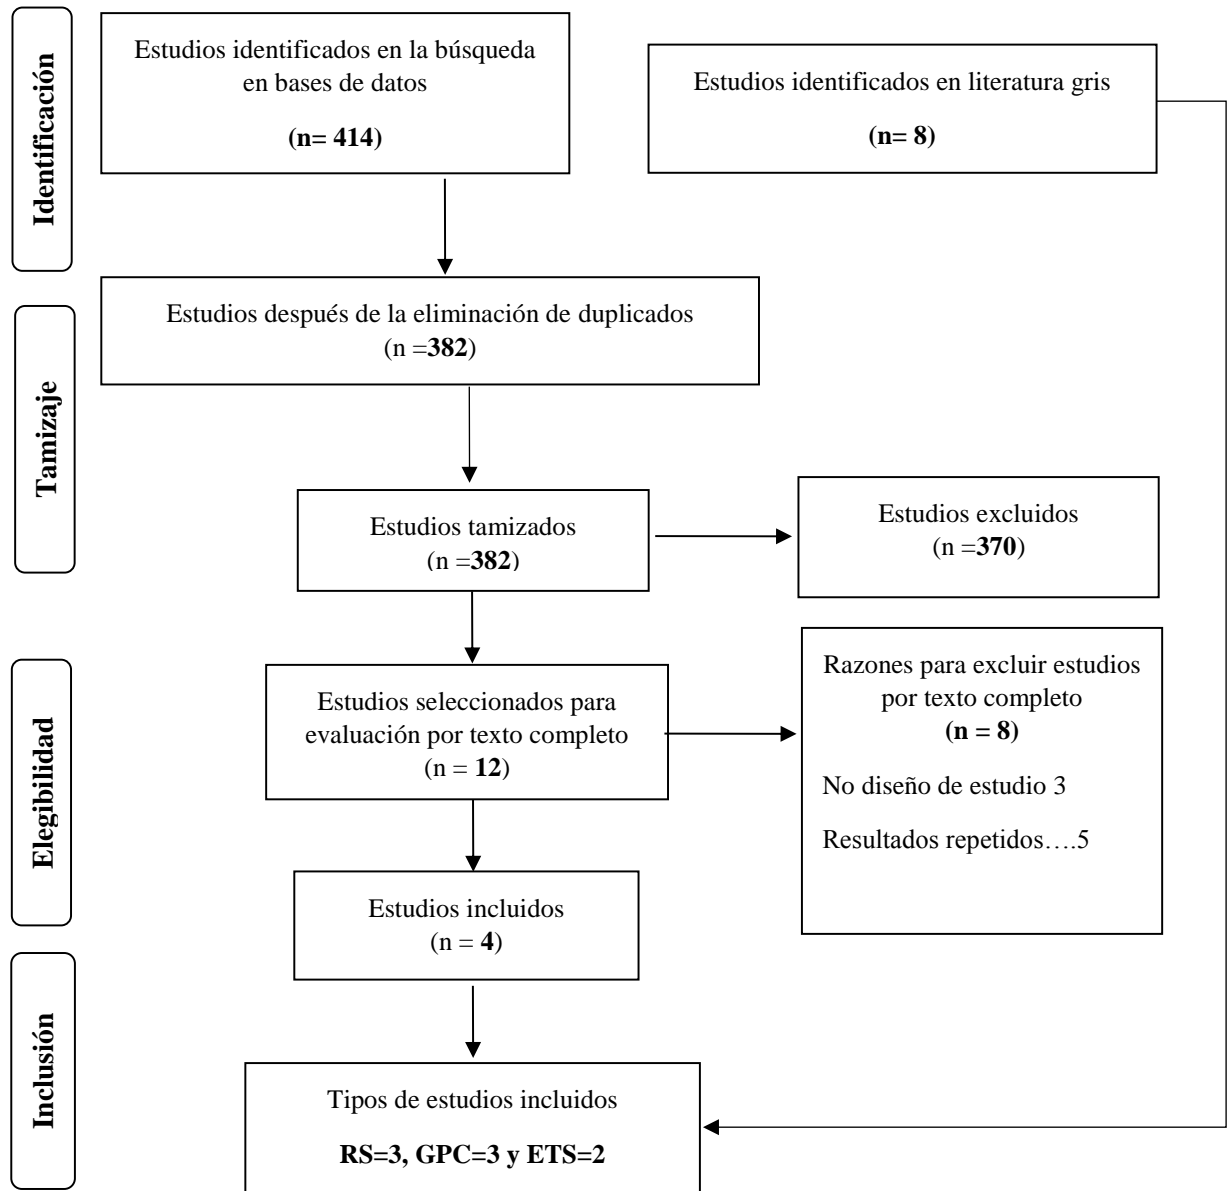 Identificación
Estudios identificados en la búsqueda
en bases de datos
(n= 414)
Estudios identificados en literatura gris
(n= 8)
Tamizaje
Estudios después de la eliminación de duplicados
(n =382)
Estudios tamizados
(n =382)
Estudios excluidos
(n =370)
Elegibilidad
Estudios seleccionados para
evaluación por texto completo
(n = 12)
Razones para excluir estudios
por texto completo
(n = 8)
No diseño de estudio 3
Resultados repetidos….5
Estudios incluidos
(n = 4)
Inclusión
Tipos de estudios incluidos
RS=3, GPC=3 y ETS=2